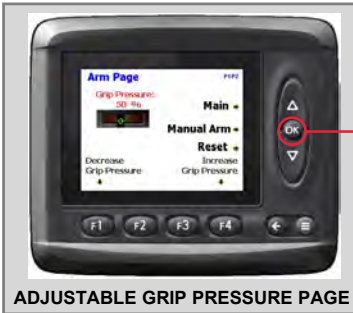 Arm Page
P1P2
Grip Pressure:
50 %
Main
Manual Arm
Reset
Decrease
Grip Pressure
Increase
Grip Pressure
OK
F1 F2 F3 F4
ADJUSTABLE GRIP PRESSURE PAGE